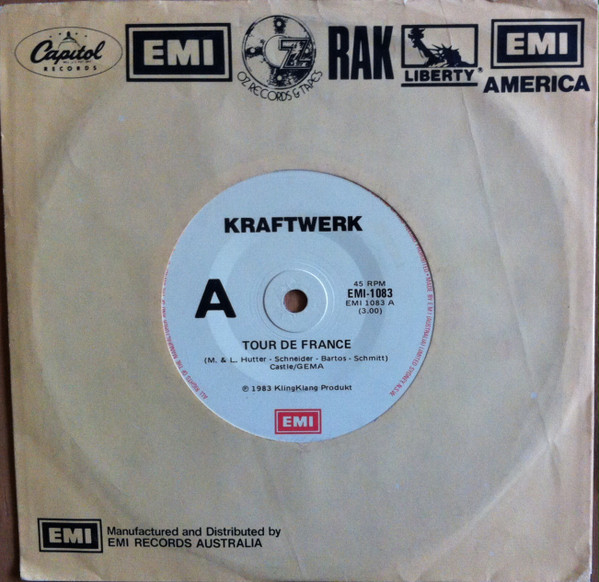 Capitol
RECORDS
EMI
OZ
OZ RECORDS & TAPES
RAK
LIBERTY
EMI
AMERICA
KRAFTWERK
A
45 RPM
EMI-1083
EMI 1083 A
(3.00)
TOUR DE FRANCE
(M. & L. Hutter - Schneider - Bartos - Schmitt)
Castle/GEMA
℗ 1983 KlingKlang Produkt
EMI
EMI
Manufactured and Distributed by
EMI RECORDS AUSTRALIA